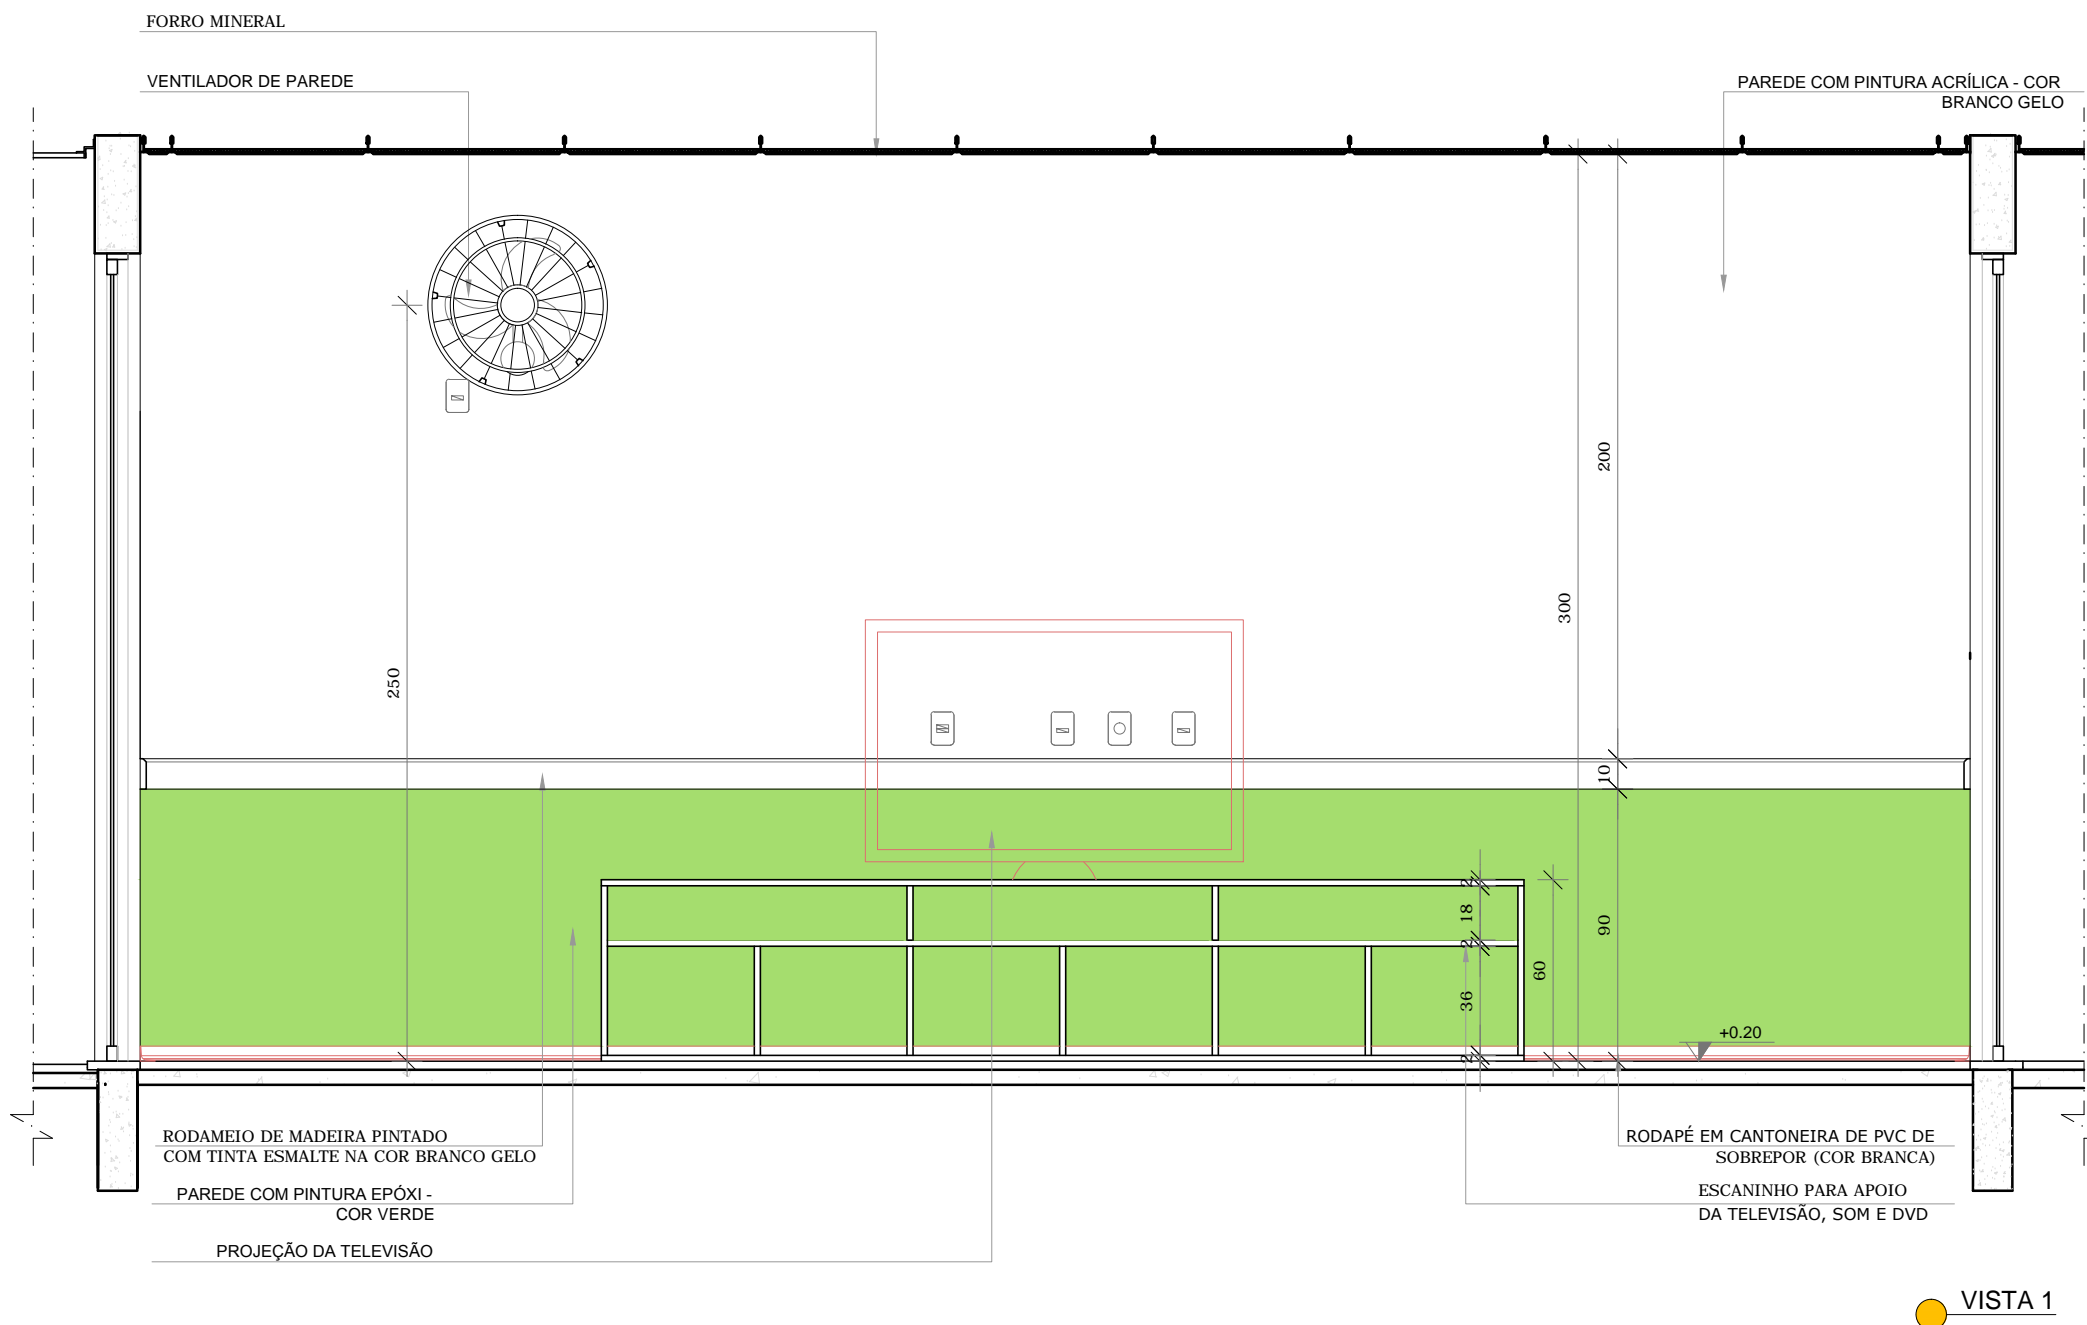 FORRO MINERAL
VENTILADOR DE PAREDE
PAREDE COM PINTURA ACRÍLICA - COR
BRANCO GELO
200
300
250
10
2
18
2
90
60
36
2
+0.20
RODAMEIO DE MADEIRA PINTADO
COM TINTA ESMALTE NA COR BRANCO GELO
RODAPÉ EM CANTONEIRA DE PVC DE
SOBREPOR (COR BRANCA)
PAREDE COM PINTURA EPÓXI -
COR VERDE
ESCANINHO PARA APOIO
DA TELEVISÃO, SOM E DVD
PROJEÇÃO DA TELEVISÃO
VISTA 1